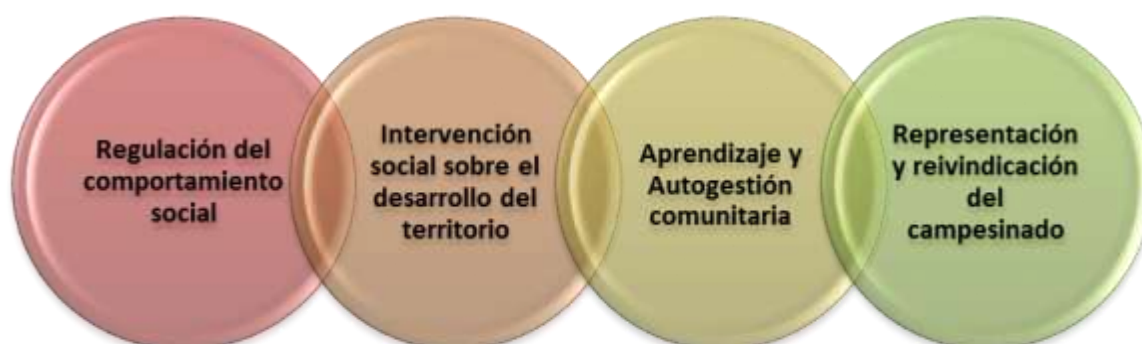 Regulación del
comportamiento
social
Intervención
social sobre el
desarrollo del
territorio
Aprendizaje y
Autogestión
comunitaria
Representación
y reivindicación
del
campesinado